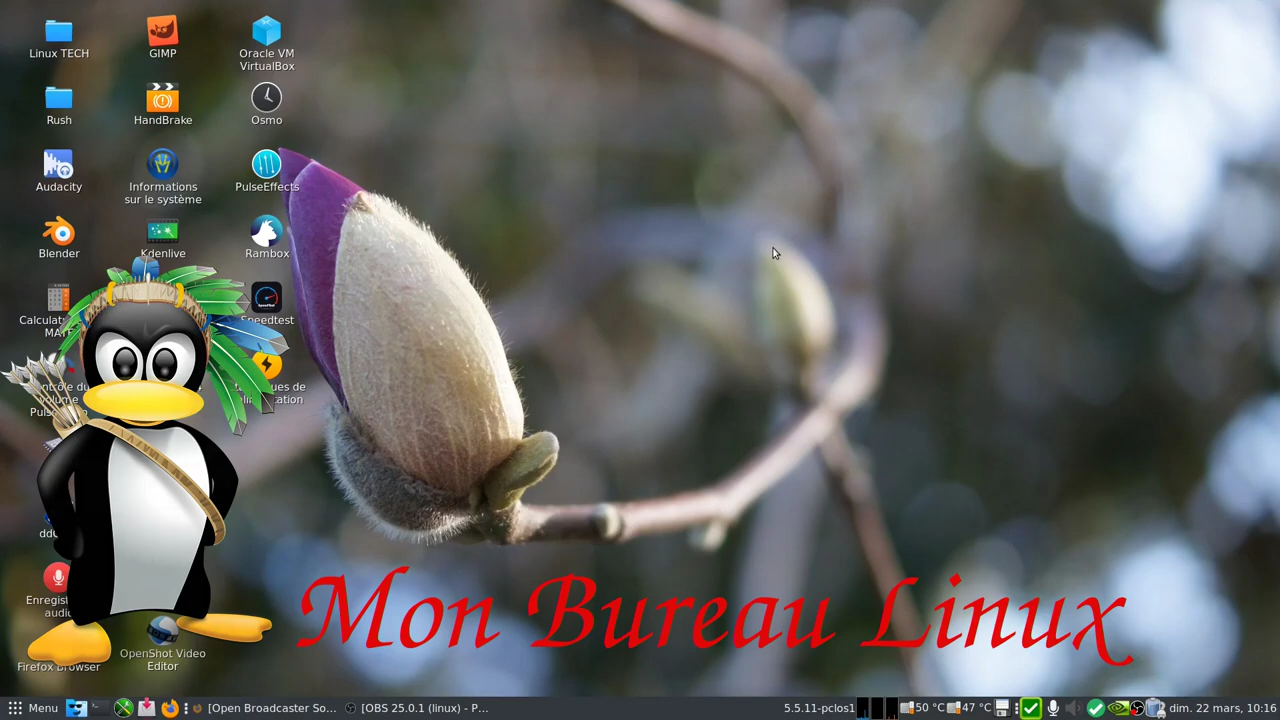 Linux TECH
GIMP
Oracle VM
VirtualBox
Rush
HandBrake
Osmo
Audacity
Informations
sur le système
PulseEffects
Blender
Kdenlive
Rambox
Speedtest
MAT
audio
Firefox Browser
OpenShot Video
Editor
Mon Bureau Linux
Menu
[Open Broadcaster So...
[OBS 25.0.1 (linux) - P...
5.5.11-pclos1
50 °C
47 °C
dim. 22 mars, 10:16